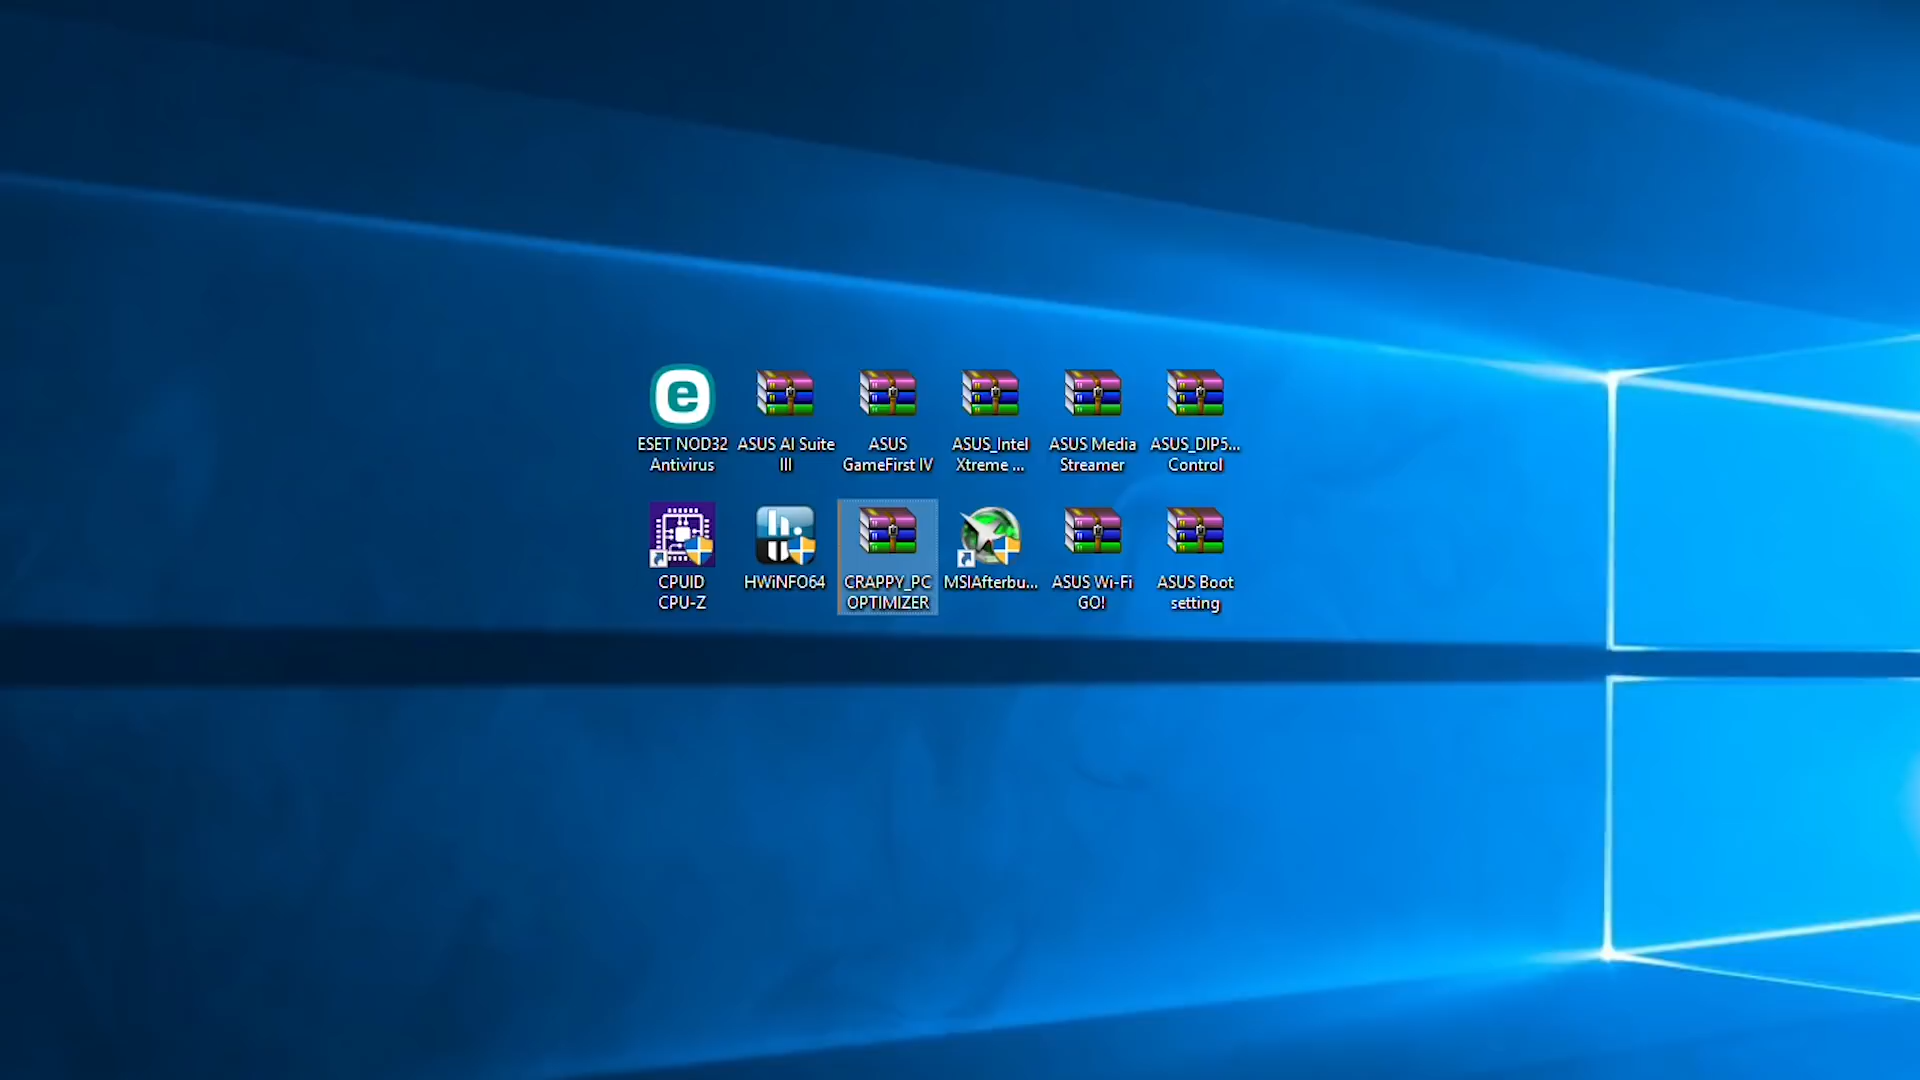 ESET NOD32
Antivirus
ASUS AI Suite
III
ASUS
GameFirst IV
ASUS_Intel
Xtreme ...
ASUS Media
Streamer
ASUS_DIP5...
Control
CPUID
CPU-Z
HWiNFO64
CRAPPY_PC
OPTIMIZER
MSIAfterbu...
ASUS Wi-Fi
GO!
ASUS Boot
setting